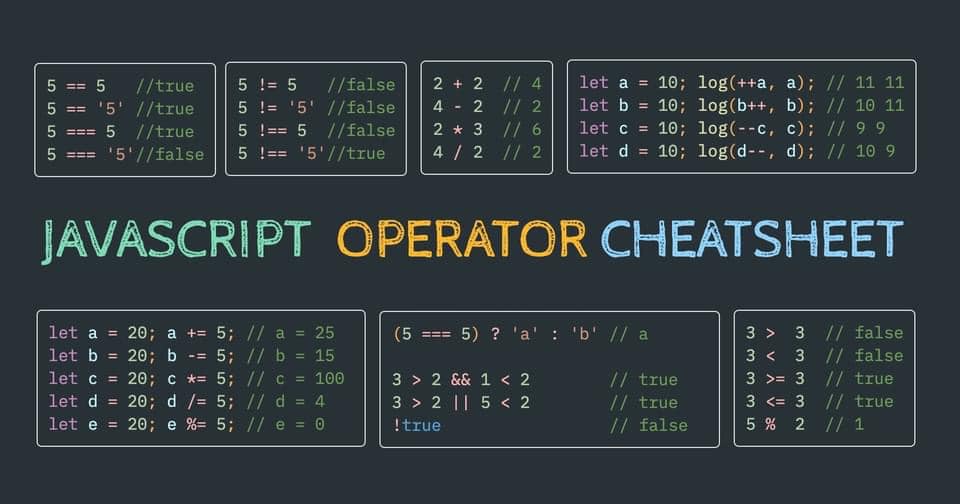 5 == 5   //true
5 == '5' //true
5 === 5  //true
5 === '5'//false
5 != 5   //false
5 != '5' //false
5 !== 5  //false
5 !== '5'//true
2 + 2  // 4
4 - 2  // 2
2 * 3  // 6
4 / 2  // 2
let a = 10; log(++a, a); // 11 11
let b = 10; log(b++, b); // 10 11
let c = 10; log(--c, c); // 9 9
let d = 10; log(d--, d); // 10 9
JAVASCRIPT OPERATOR CHEATSHEET
let a = 20; a += 5; // a = 25
let b = 20; b -= 5; // b = 15
let c = 20; c *= 5; // c = 100
let d = 20; d /= 5; // d = 4
let e = 20; e %= 5; // e = 0
(5 === 5) ? 'a' : 'b' // a
3 > 2 && 1 < 2        // true
3 > 2 || 5 < 2        // true
!true                 // false
3 >  3  // false
3 <  3  // false
3 >= 3  // true
3 <= 3  // true
5 %  2  // 1